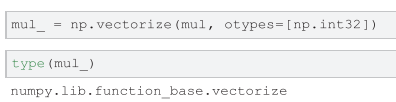 mul_ = np.vectorize(mul, otypes=[np.int32])
type(mul_)
numpy.lib.function_base.vectorize